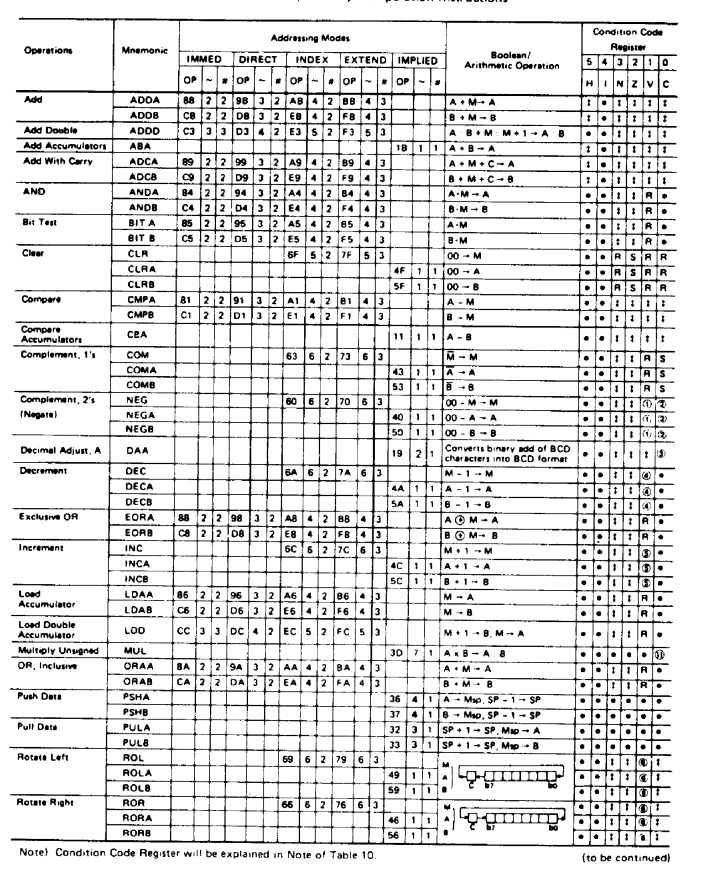 Operations Mnemonic Addressing Modes Boolean/ Arithmetic Operation Condition Code Register
IMMED DIRECT INDEX EXTEND IMPLIED 5 4 3 2 1 0
OP ~ # OP ~ # OP ~ # OP ~ # OP ~ # H I N Z V C
Add ADDA 8B 2 2 9B 3 2 AB 4 2 BB 4 3 A + M → A ↕ • ↕ ↕ ↕ ↕
ADDB CB 2 2 DB 3 2 EB 4 2 FB 4 3 B + M → B ↕ • ↕ ↕ ↕ ↕
Add Double ADDD C3 3 3 D3 4 2 E3 5 2 F3 5 3 A : B + M : M + 1 → A : B • • ↕ ↕ ↕ ↕
Add Accumulators ABA 1B 1 1 A + B → A ↕ • ↕ ↕ ↕ ↕
Add With Carry ADCA 89 2 2 99 3 2 A9 4 2 B9 4 3 A + M + C → A ↕ • ↕ ↕ ↕ ↕
ADCB C9 2 2 D9 3 2 E9 4 2 F9 4 3 B + M + C → B ↕ • ↕ ↕ ↕ ↕
AND ANDA 84 2 2 94 3 2 A4 4 2 B4 4 3 A·M → A • • ↕ ↕ R •
ANDB C4 2 2 D4 3 2 E4 4 2 F4 4 3 B·M → B • • ↕ ↕ R •
Bit Test BIT A 85 2 2 95 3 2 A5 4 2 B5 4 3 A·M • • ↕ ↕ R •
BIT B C5 2 2 D5 3 2 E5 4 2 F5 4 3 B·M • • ↕ ↕ R •
Clear CLR 6F 5 2 7F 5 3 00 → M • • R S R R
CLRA 4F 1 1 00 → A • • R S R R
CLRB 5F 1 1 00 → B • • R S R R
Compare CMPA 81 2 2 91 3 2 A1 4 2 B1 4 3 A - M • • ↕ ↕ ↕ ↕
CMPB C1 2 2 D1 3 2 E1 4 2 F1 4 3 B - M • • ↕ ↕ ↕ ↕
Compare Accumulators CBA 11 1 1 A - B • • ↕ ↕ ↕ ↕
Complement, 1's COM 63 6 2 73 6 3 M̅ → M • • ↕ ↕ R S
COMA 43 1 1 A̅ → A • • ↕ ↕ R S
COMB 53 1 1 B̅ → B • • ↕ ↕ R S
Complement, 2's NEG 60 6 2 70 6 3 00 - M → M • • ↕ ↕ ① ②
(Negate) NEGA 40 1 1 00 - A → A • • ↕ ↕ ① ②
NEGB 50 1 1 00 - B → B • • ↕ ↕ ① ②
Decimal Adjust, A DAA 19 2 1 Converts binary add of BCD characters into BCD format • • ↕ ↕ ↕ ③
Decrement DEC 6A 6 2 7A 6 3 M - 1 → M • • ↕ ↕ ④ •
DECA 4A 1 1 A - 1 → A • • ↕ ↕ ④ •
DECB 5A 1 1 B - 1 → B • • ↕ ↕ ④ •
Exclusive OR EORA 88 2 2 98 3 2 A8 4 2 B8 4 3 A ⊕ M → A • • ↕ ↕ R •
EORB C8 2 2 D8 3 2 E8 4 2 F8 4 3 B ⊕ M → B • • ↕ ↕ R •
Increment INC 6C 6 2 7C 6 3 M + 1 → M • • ↕ ↕ ⑤ •
INCA 4C 1 1 A + 1 → A • • ↕ ↕ ⑤ •
INCB 5C 1 1 B + 1 → B • • ↕ ↕ ⑤ •
Load Accumulator LDAA 86 2 2 96 3 2 A6 4 2 B6 4 3 M → A • • ↕ ↕ R •
LDAB C6 2 2 D6 3 2 E6 4 2 F6 4 3 M → B • • ↕ ↕ R •
Load Double Accumulator LDD CC 3 3 DC 4 2 EC 5 2 FC 5 3 M + 1 → B, M → A • • ↕ ↕ R •
Multiply Unsigned MUL 3D 7 1 A x B → A : B • • • • • ⑪
OR, Inclusive ORAA 8A 2 2 9A 3 2 AA 4 2 BA 4 3 A + M → A • • ↕ ↕ R •
ORAB CA 2 2 DA 3 2 EA 4 2 FA 4 3 B + M → B • • ↕ ↕ R •
Push Data PSHA 36 4 1 A → Msp, SP - 1 → SP • • • • • •
PSHB 37 4 1 B → Msp, SP - 1 → SP • • • • • •
Pull Data PULA 32 3 1 SP + 1 → SP, Msp → A • • • • • •
PULB 33 3 1 SP + 1 → SP, Msp → B • • • • • •
Rotate Left ROL 69 6 2 79 6 3 M • • ↕ ↕ ⑥ ↕
ROLA 49 1 1 A C b7 b0 • • ↕ ↕ ⑥ ↕
ROLB 59 1 1 B • • ↕ ↕ ⑥ ↕
Rotate Right ROR 66 6 2 76 6 3 M • • ↕ ↕ ⑥ ↕
RORA 46 1 1 A C b7 b0 • • ↕ ↕ ⑥ ↕
RORB 56 1 1 B • • ↕ ↕ ⑥ ↕
Note) Condition Code Register will be explained in Note of Table 10. (to be continued)